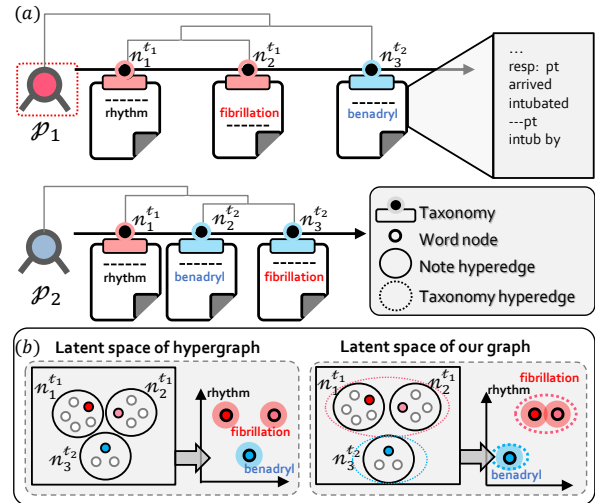 (a)
n₁^{t₁}
n₂^{t₁}
n₃^{t₂}
...
resp: pt
arrived
intubated
---pt
intub by
rhythm
fibrillation
benadryl
𝒫₁
n₁^{t₁}
n₂^{t₂}
n₃^{t₂}
Taxonomy
Word node
Note hyperedge
Taxonomy hyperedge
rhythm
benadryl
fibrillation
𝒫₂
(b)
Latent space of hypergraph
n₁^{t₁}
n₂^{t₁}
n₃^{t₂}
rhythm
fibrillation
benadryl
Latent space of our graph
n₁^{t₁}
n₂^{t₁}
n₃^{t₂}
rhythm
fibrillation
benadryl